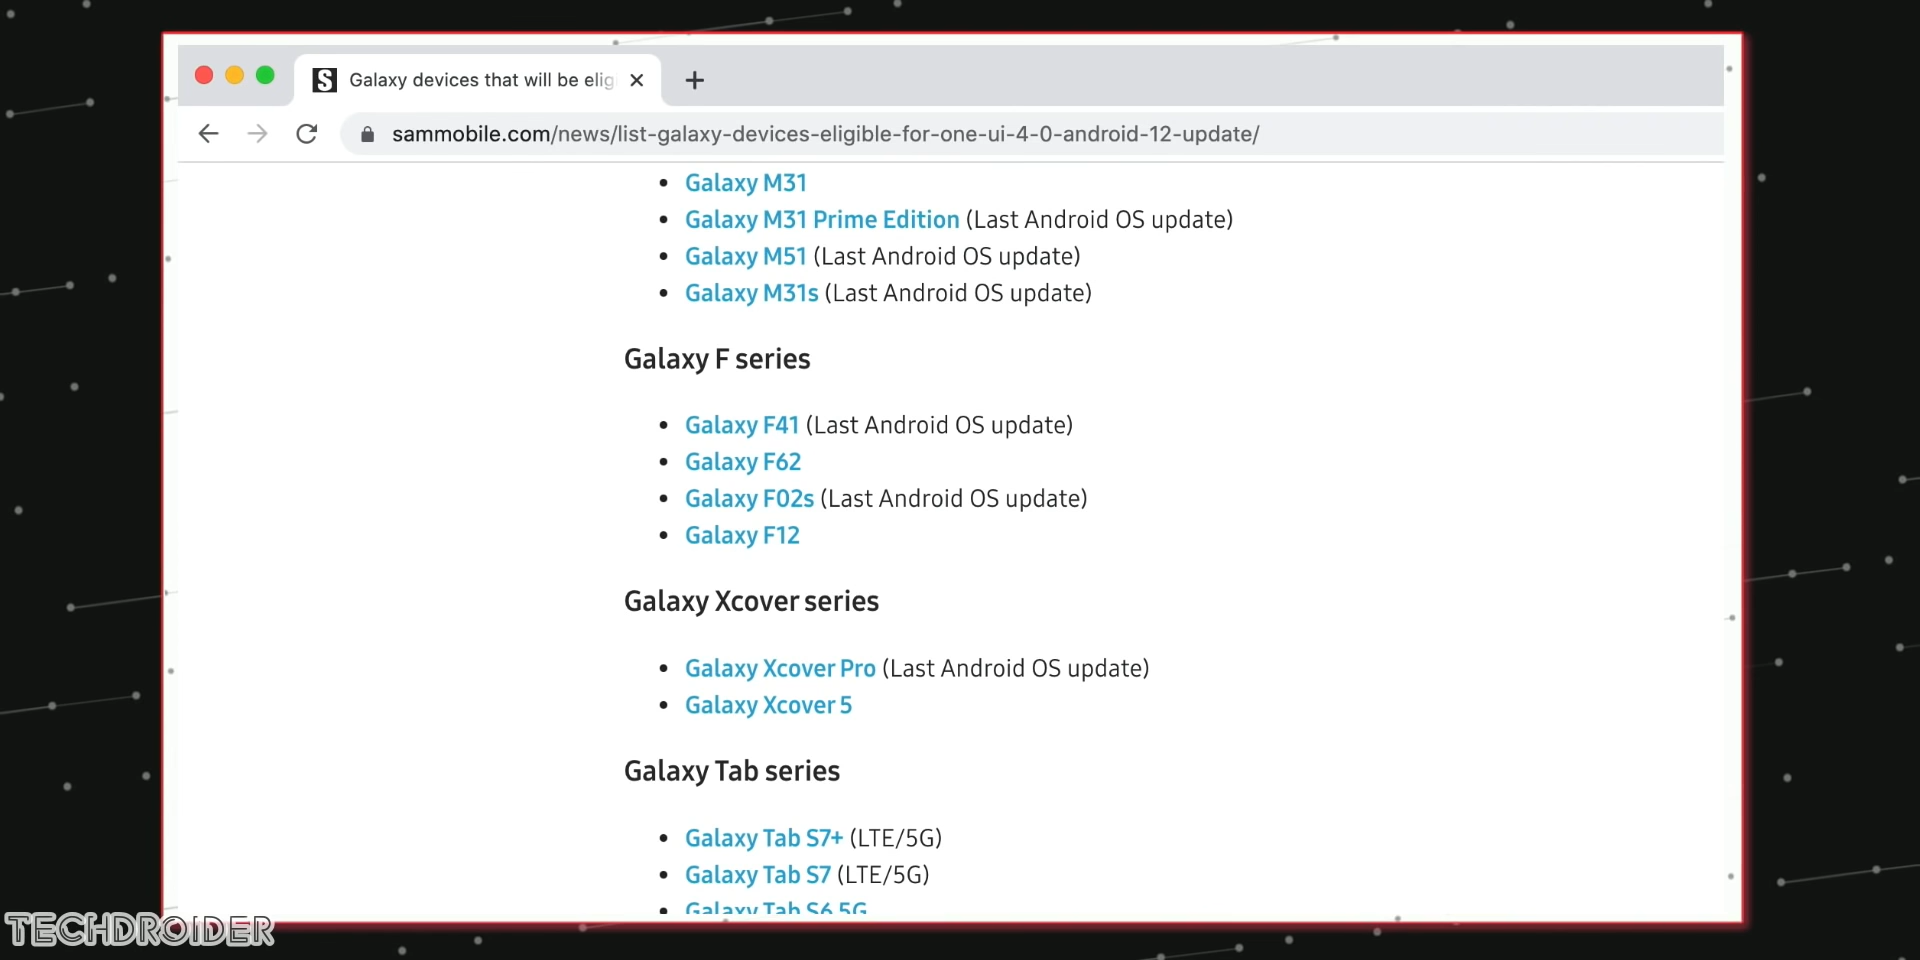 S Galaxy devices that will be elig
sammobile.com/news/list-galaxy-devices-eligible-for-one-ui-4-0-android-12-update/
• Galaxy M31
• Galaxy M31 Prime Edition (Last Android OS update)
• Galaxy M51 (Last Android OS update)
• Galaxy M31s (Last Android OS update)
Galaxy F series
• Galaxy F41 (Last Android OS update)
• Galaxy F62
• Galaxy F02s (Last Android OS update)
• Galaxy F12
Galaxy Xcover series
• Galaxy Xcover Pro (Last Android OS update)
• Galaxy Xcover 5
Galaxy Tab series
• Galaxy Tab S7+ (LTE/5G)
• Galaxy Tab S7 (LTE/5G)
• Galaxy Tab S6 5G
TECHDROIDER